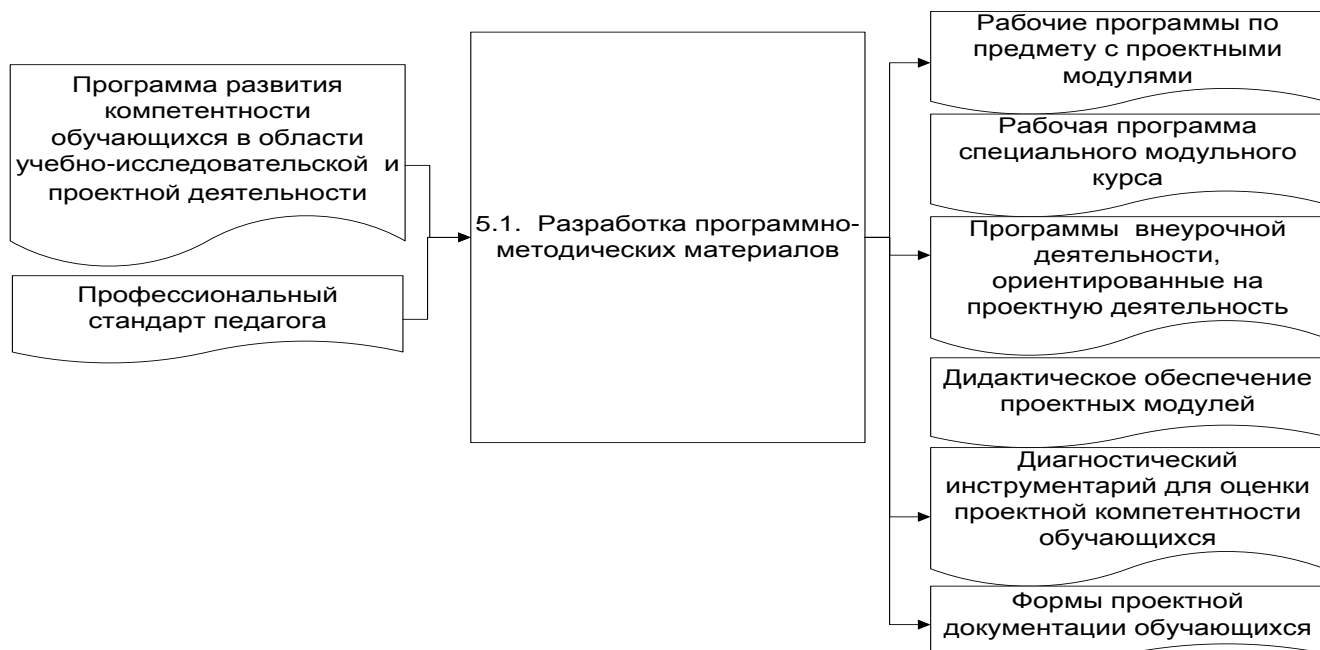 Программа развития
компетентности
обучающихся в области
учебно-исследовательской и
проектной деятельности
Профессиональный
стандарт педагога
5.1. Разработка программно-
методических материалов
Рабочие программы по
предмету с проектными
модулями
Рабочая программа
специального модульного
курса
Программы внеурочной
деятельности,
ориентированные на
проектную деятельность
Дидактическое обеспечение
проектных модулей
Диагностический
инструментарий для оценки
проектной компетентности
обучающихся
Формы проектной
документации обучающихся